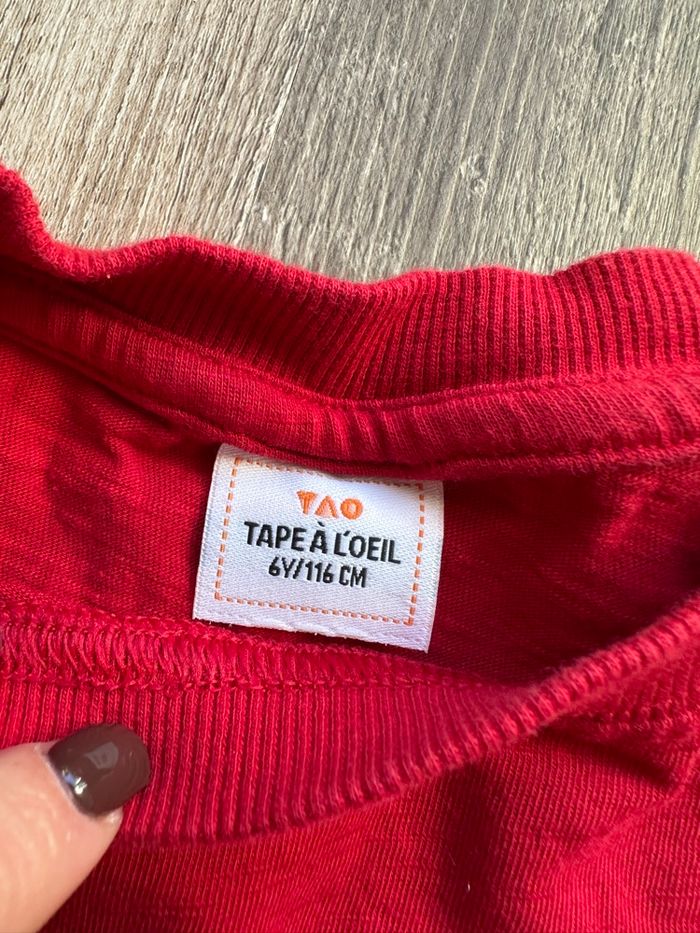 TAO
TAPE À L'OEIL
6Y/116 CM